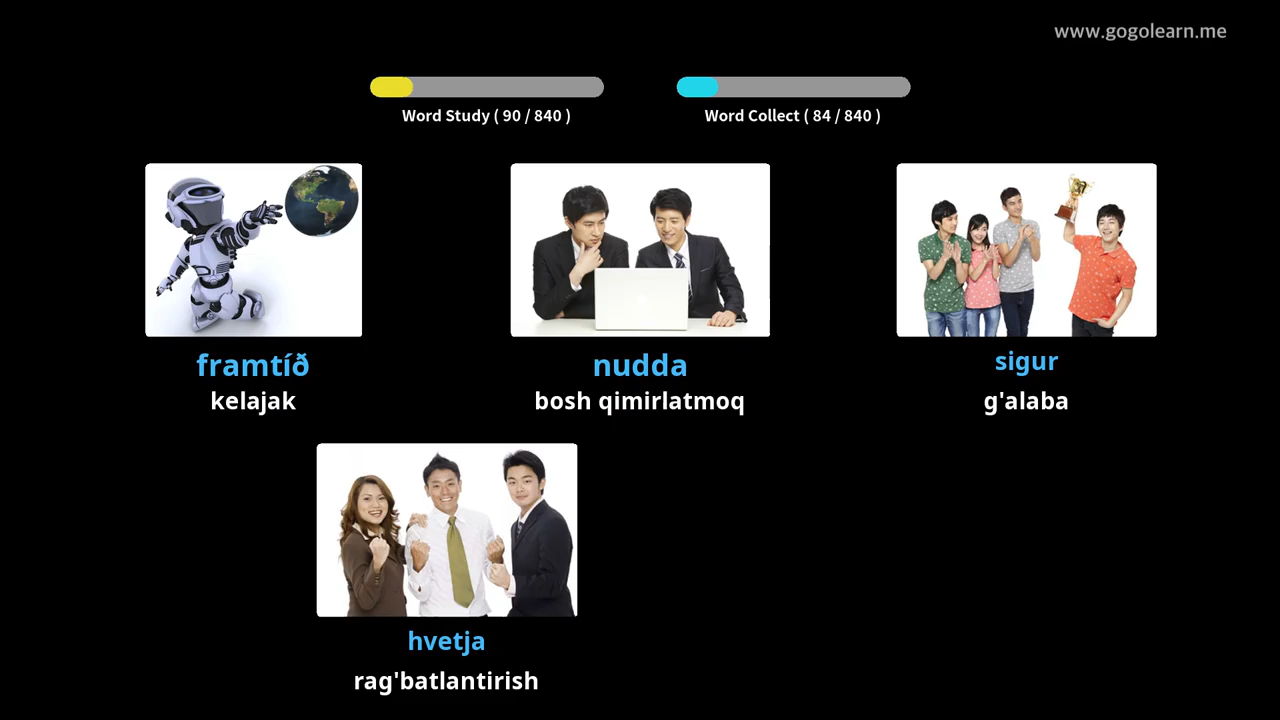 www.gogolearn.me
Word Study ( 90 / 840 )
Word Collect ( 84 / 840 )
framtíð
kelajak
nudda
bosh qimirlatmoq
sigur
g'alaba
hvetja
rag'batlantirish